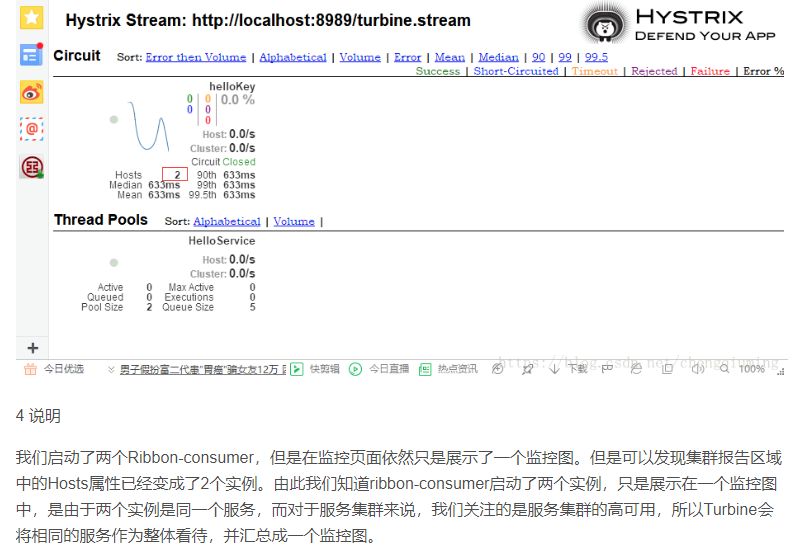 Hystrix Stream: http://localhost:8989/turbine.stream
HYSTRIX
DEFEND YOUR APP
Circuit Sort: Error then Volume | Alphabetical | Volume | Error | Mean | Median | 90 | 99 | 99.5
Success | Short-Circuited | Timeout | Rejected | Failure | Error %
helloKey
0 0 0.0 %
0 0
0
Host: 0.0/s
Cluster: 0.0/s
Circuit Closed
Hosts 2 90th 633ms
Median 633ms 99th 633ms
Mean 633ms 99.5th 633ms
Thread Pools Sort: Alphabetical | Volume |
HelloService
Host: 0.0/s
Cluster: 0.0/s
Active 0 Max Active 0
Queued 0 Executions 0
Pool Size 2 Queue Size 5
https://blog.csdn.net/chengqiuming
今日优选 男子假扮富二代患"胃癌"骗女友12万 快剪辑 今日直播 热点资讯 下载 100%
4 说明
我们启动了两个Ribbon-consumer，但是在监控页面依然只是展示了一个监控图。但是可以发现集群报告区域
中的Hosts属性已经变成了2个实例。由此我们知道ribbon-consumer启动了两个实例，只是展示在一个监控图
中，是由于两个实例是同一个服务，而对于服务集群来说，我们关注的是服务集群的高可用，所以Turbine会
将相同的服务作为整体看待，并汇总成一个监控图。